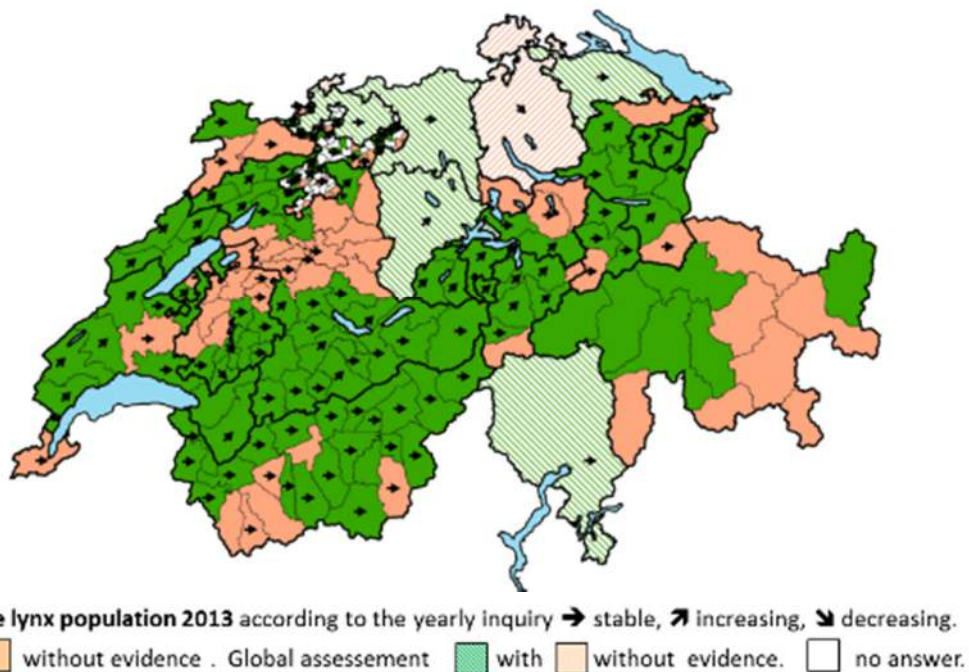 lynx population 2013 according to the yearly inquiry ➔ stable, ➚ increasing, ➘ decreasing.
without evidence . Global assessement with without evidence. no answer